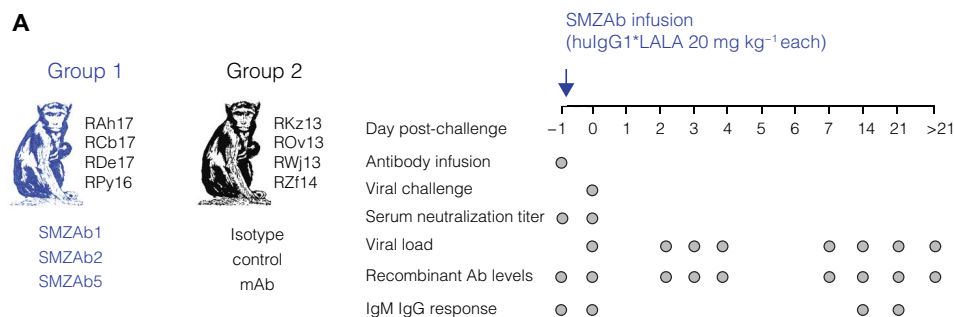 A
SMZAb infusion
(huIgG1*LALA 20 mg kg⁻¹ each)
Group 1
Group 2
RAh17
RCb17
RDe17
RPy16
RKz13
ROv13
RWj13
RZf14
SMZAb1
SMZAb2
SMZAb5
Isotype
control
mAb
Day post-challenge −1 0 1 2 3 4 5 6 7 14 21 >21
Antibody infusion
Viral challenge
Serum neutralization titer
Viral load
Recombinant Ab levels
IgM IgG response